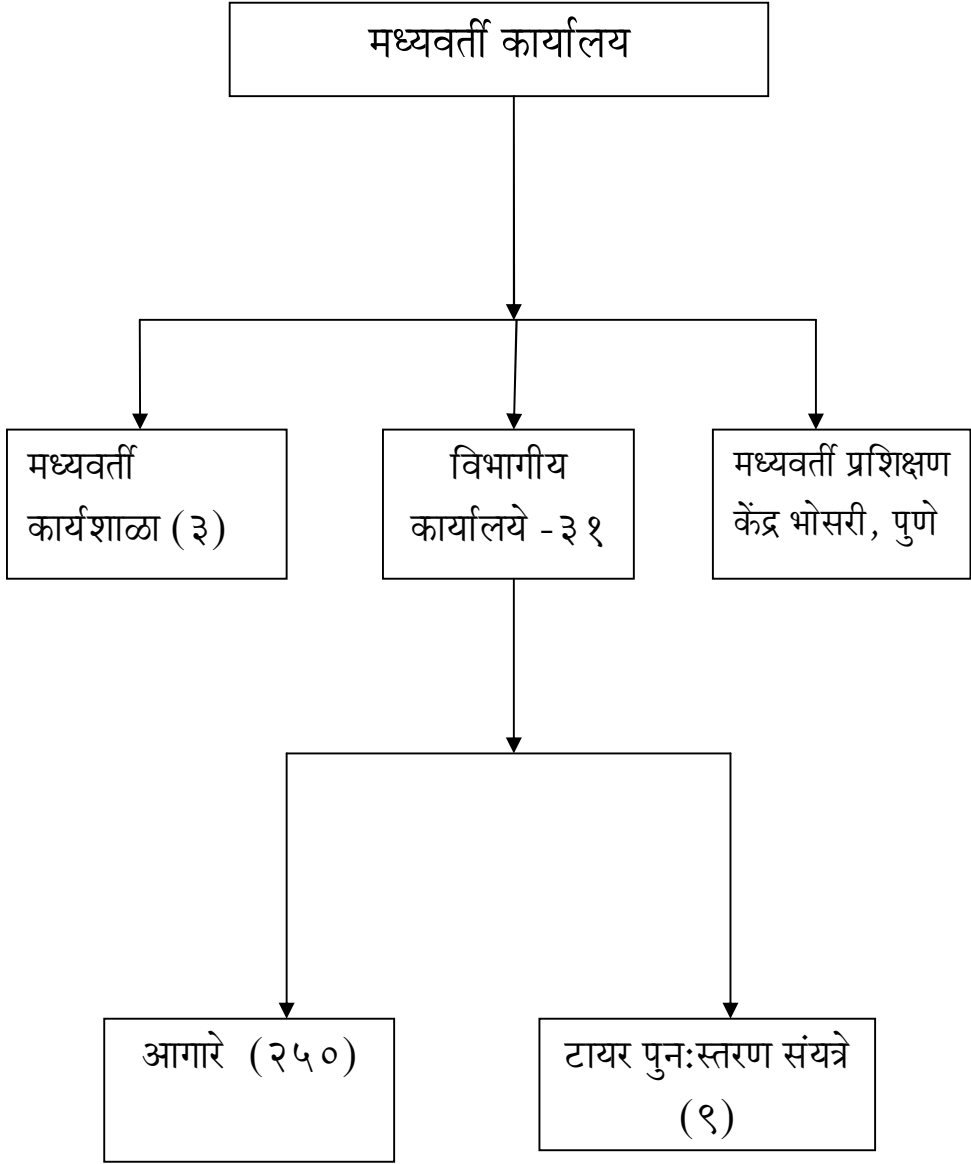 मध्यवर्ती कार्यालय
मध्यवर्ती
कार्यशाळा (३)
विभागीय
कार्यालये -३१
मध्यवर्ती प्रशिक्षण
केंद्र भोसरी, पुणे
आगारे (२५०)
टायर पुन:स्तरण संयत्रे
(९)